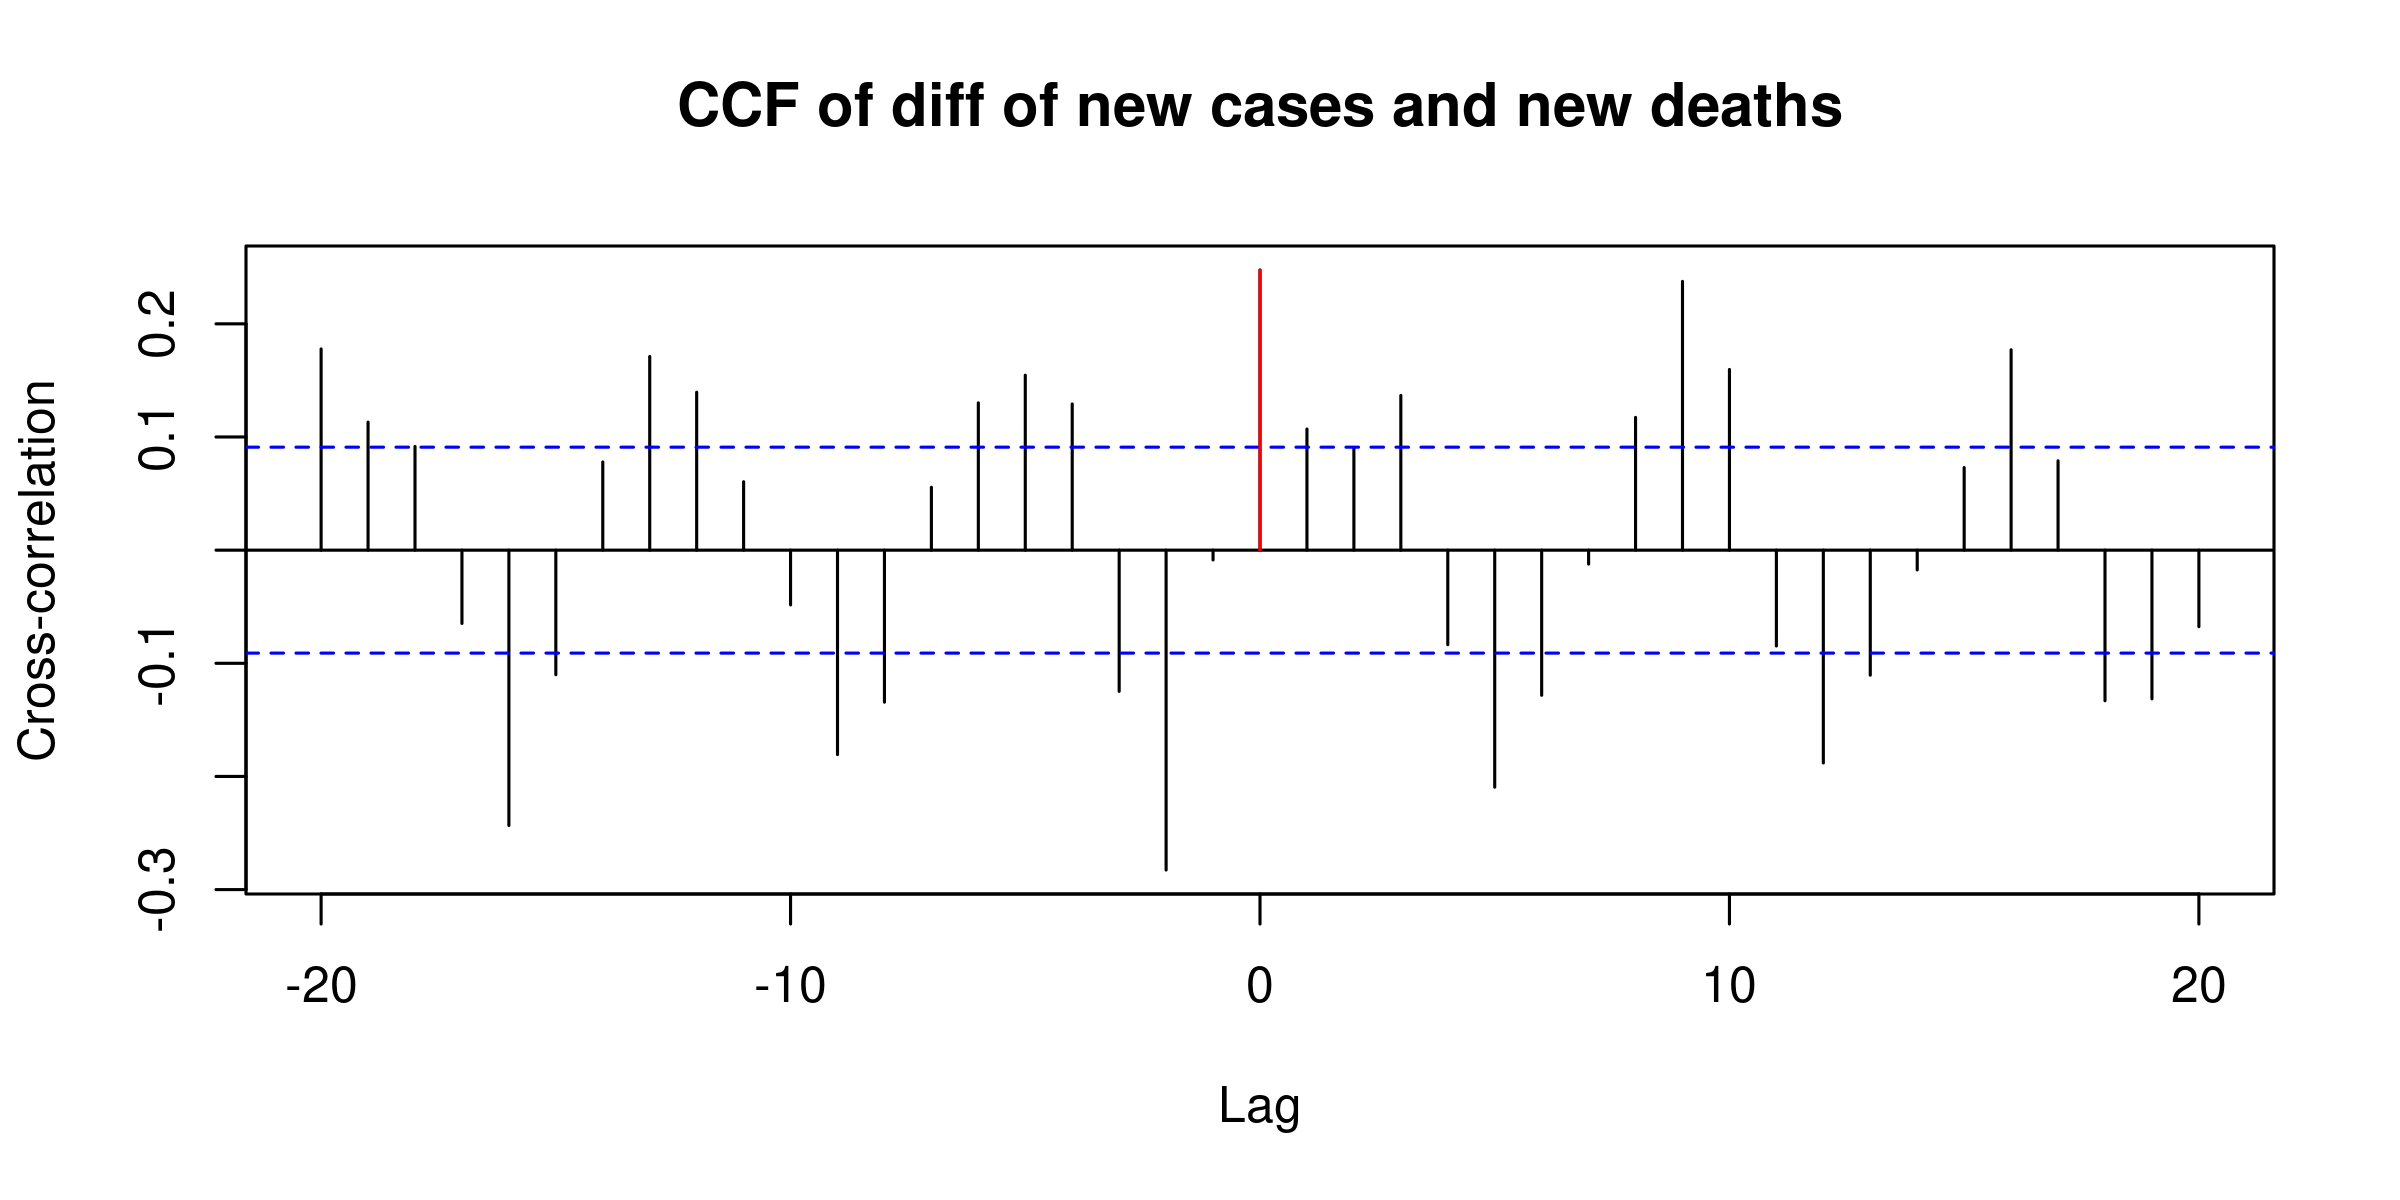 CCF of diff of new cases and new deaths
Cross-correlation
0.2
0.1
-0.1
-0.3
-20 -10 0 10 20
Lag